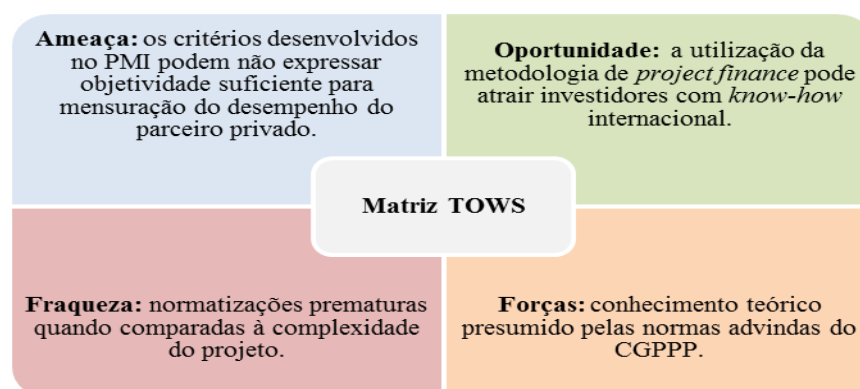 Ameaça: os critérios desenvolvidos
no PMI podem não expressar
objetividade suficiente para
mensuração do desempenho do
parceiro privado.
Oportunidade: a utilização da
metodologia de project finance pode
atrair investidores com know-how
internacional.
Matriz TOWS
Fraqueza: normatizações prematuras
quando comparadas à complexidade
do projeto.
Forças: conhecimento teórico
presumido pelas normas advindas do
CGPPP.